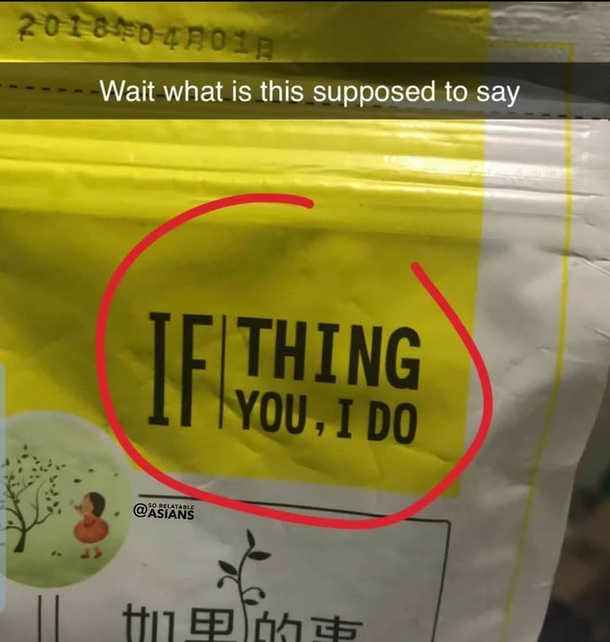 2018年04月01日
Wait what is this supposed to say
IF THING
YOU, I DO
@SO RELATABLE ASIANS
如果的事